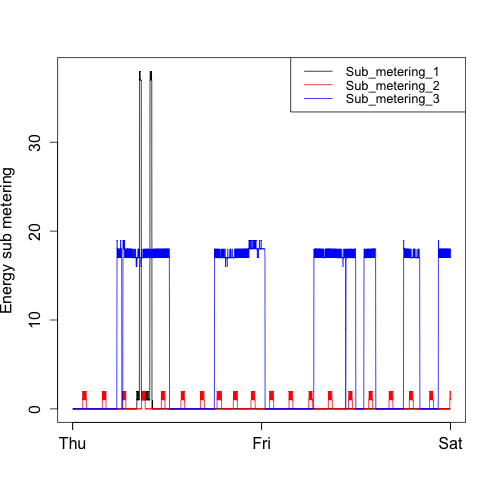 Sub_metering_1
Sub_metering_2
Sub_metering_3
Energy sub metering
30
20
10
0
Thu Fri Sat